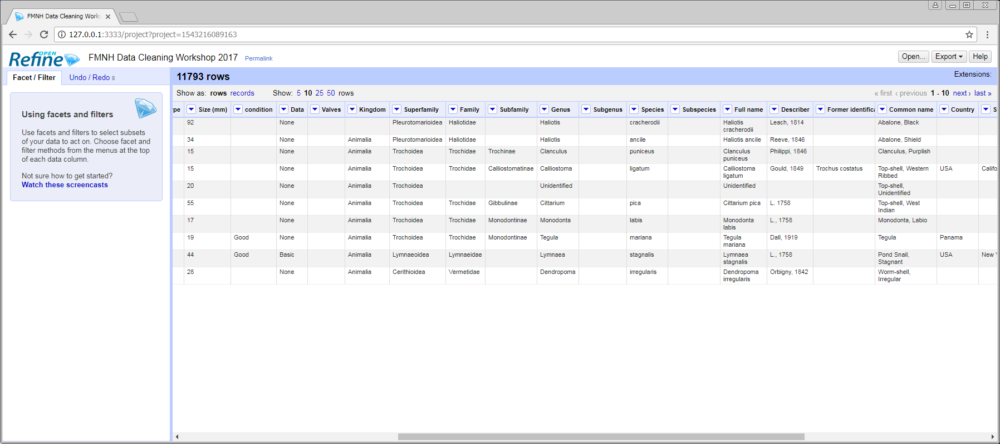 FMNH Data Cleaning Works
127.0.0.1:3333/project?project=1543216089163
OPEN
Refine FMNH Data Cleaning Workshop 2017 Permalink Open... Export Help
Facet / Filter Undo / Redo 8
11793 rows Extensions:
Show as: rows records Show: 5 10 25 50 rows « first ‹ previous 1 - 10 next › last »
Using facets and filters
Use facets and filters to select subsets
of your data to act on. Choose facet and
filter methods from the menus at the top
of each data column.
Not sure how to get started?
Watch these screencasts
ype Size (mm) condition Data Valves Kingdom Superfamily Family Subfamily Genus Subgenus Species Subspecies Full name Describer Former identifica Common name Country S
92 None Pleurotomarioidea Haliotidae Haliotis cracherodii Haliotis Leach, 1814 Abalone, Black
cracherodii
34 None Animalia Pleurotomarioidea Haliotidae Haliotis ancile Haliotis ancile Reeve, 1846 Abalone, Shield
15 None Animalia Trochoidea Trochidae Trochinae Clanculus puniceus Clanculus Philippi, 1846 Clanculus, Purplish
puniceus
15 None Animalia Trochoidea Trochidae Calliostomatinae Calliostoma ligatum Calliostoma Gould, 1849 Trochus costatus Top-shell, Western USA Califo
ligatum Ribbed
20 None Animalia Trochoidea Unidentified Unidentified Top-shell,
Unidentified
55 None Animalia Trochoidea Trochidae Gibbulinae Cittarium pica Cittarium pica L. 1758 Top-shell, West
Indian
17 None Animalia Trochoidea Trochidae Monodontinae Monodonta labis Monodonta L., 1758 Monodonta, Labio
labis
19 Good None Animalia Trochoidea Trochidae Monodontinae Tegula mariana Tegula Dall, 1919 Tegula Panama
mariana
44 Good Basic Animalia Lymnaeoidea Lymnaeidae Lymnaea stagnalis Lymnaea L., 1758 Pond Snail, USA New Y
stagnalis Stagnant
28 None Animalia Cerithioidea Vermetidae Dendropoma irregularis Dendropoma Orbigny, 1842 Worm-shell,
irregularis Irregular